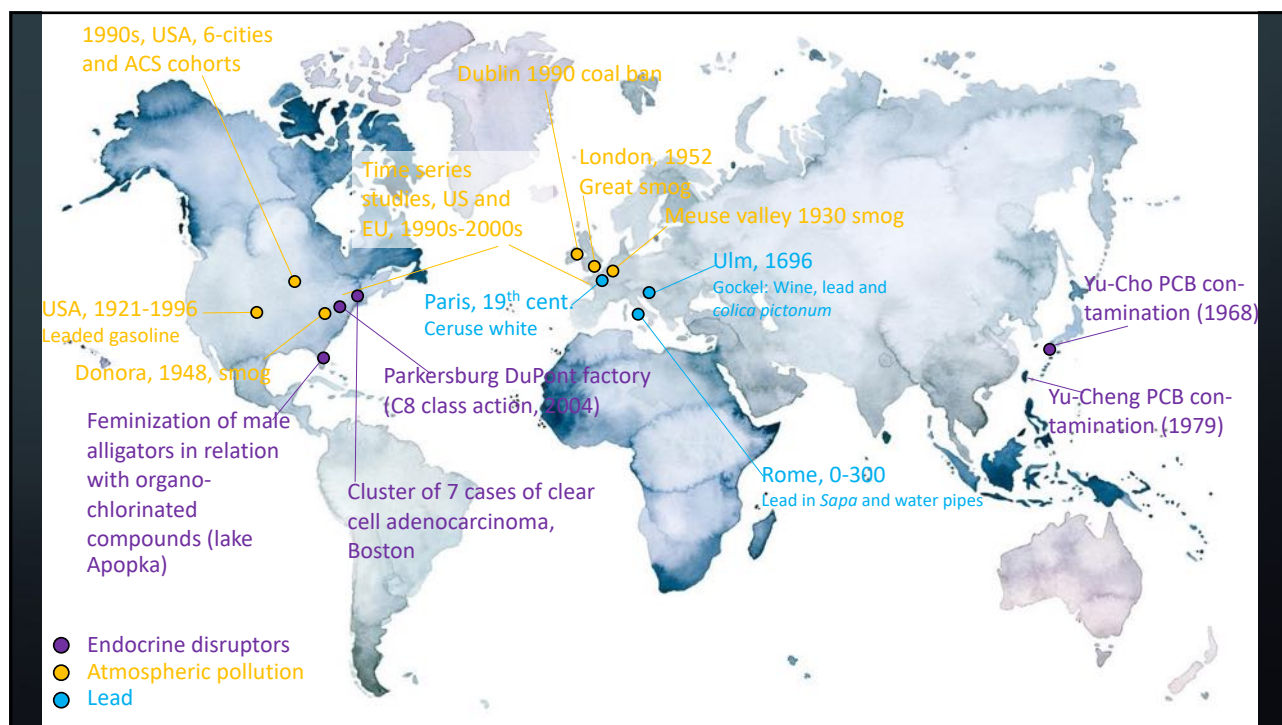 1990s, USA, 6-cities
and ACS cohorts
Dublin 1990 coal ban
London, 1952
Great smog
Time series
studies, US and
EU, 1990s-2000s
Meuse valley 1930 smog
Ulm, 1696
Gockel: Wine, lead and
colica pictonum
Paris, 19th cent.
Ceruse white
USA, 1921-1996
Leaded gasoline
Donora, 1948, smog
Yu-Cho PCB con-
tamination (1968)
Parkersburg DuPont factory
(C8 class action, 2004)
Yu-Cheng PCB con-
tamination (1979)
Feminization of male
alligators in relation
with organo-
chlorinated
compounds (lake
Apopka)
Cluster of 7 cases of clear
cell adenocarcinoma,
Boston
Rome, 0-300
Lead in Sapa and water pipes
Endocrine disruptors
Atmospheric pollution
Lead